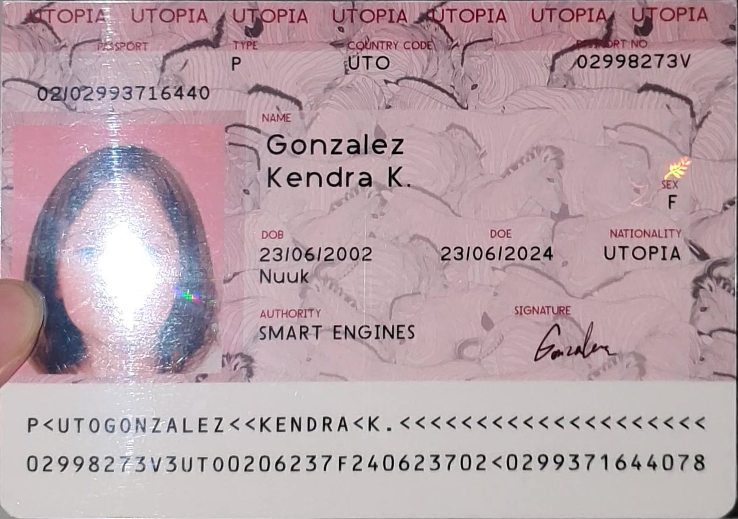 UTOPIA UTOPIA UTOPIA UTOPIA UTOPIA UTOPIA UTOPIA
PASSPORT TYPE COUNTRY CODE PASSPORT NO
P UTO 02998273V
02/02993716440
NAME
Gonzalez
Kendra K.
SEX
F
DOB DOE NATIONALITY
23/06/2002 23/06/2024 UTOPIA
Nuuk
AUTHORITY SIGNATURE
SMART ENGINES Gonzalez
P<UTOGONZALEZ<<KENDRA<K.<<<<<<<<<<<<<<<<<<<<
02998273V3UTO0206237F240623702<0299371644078